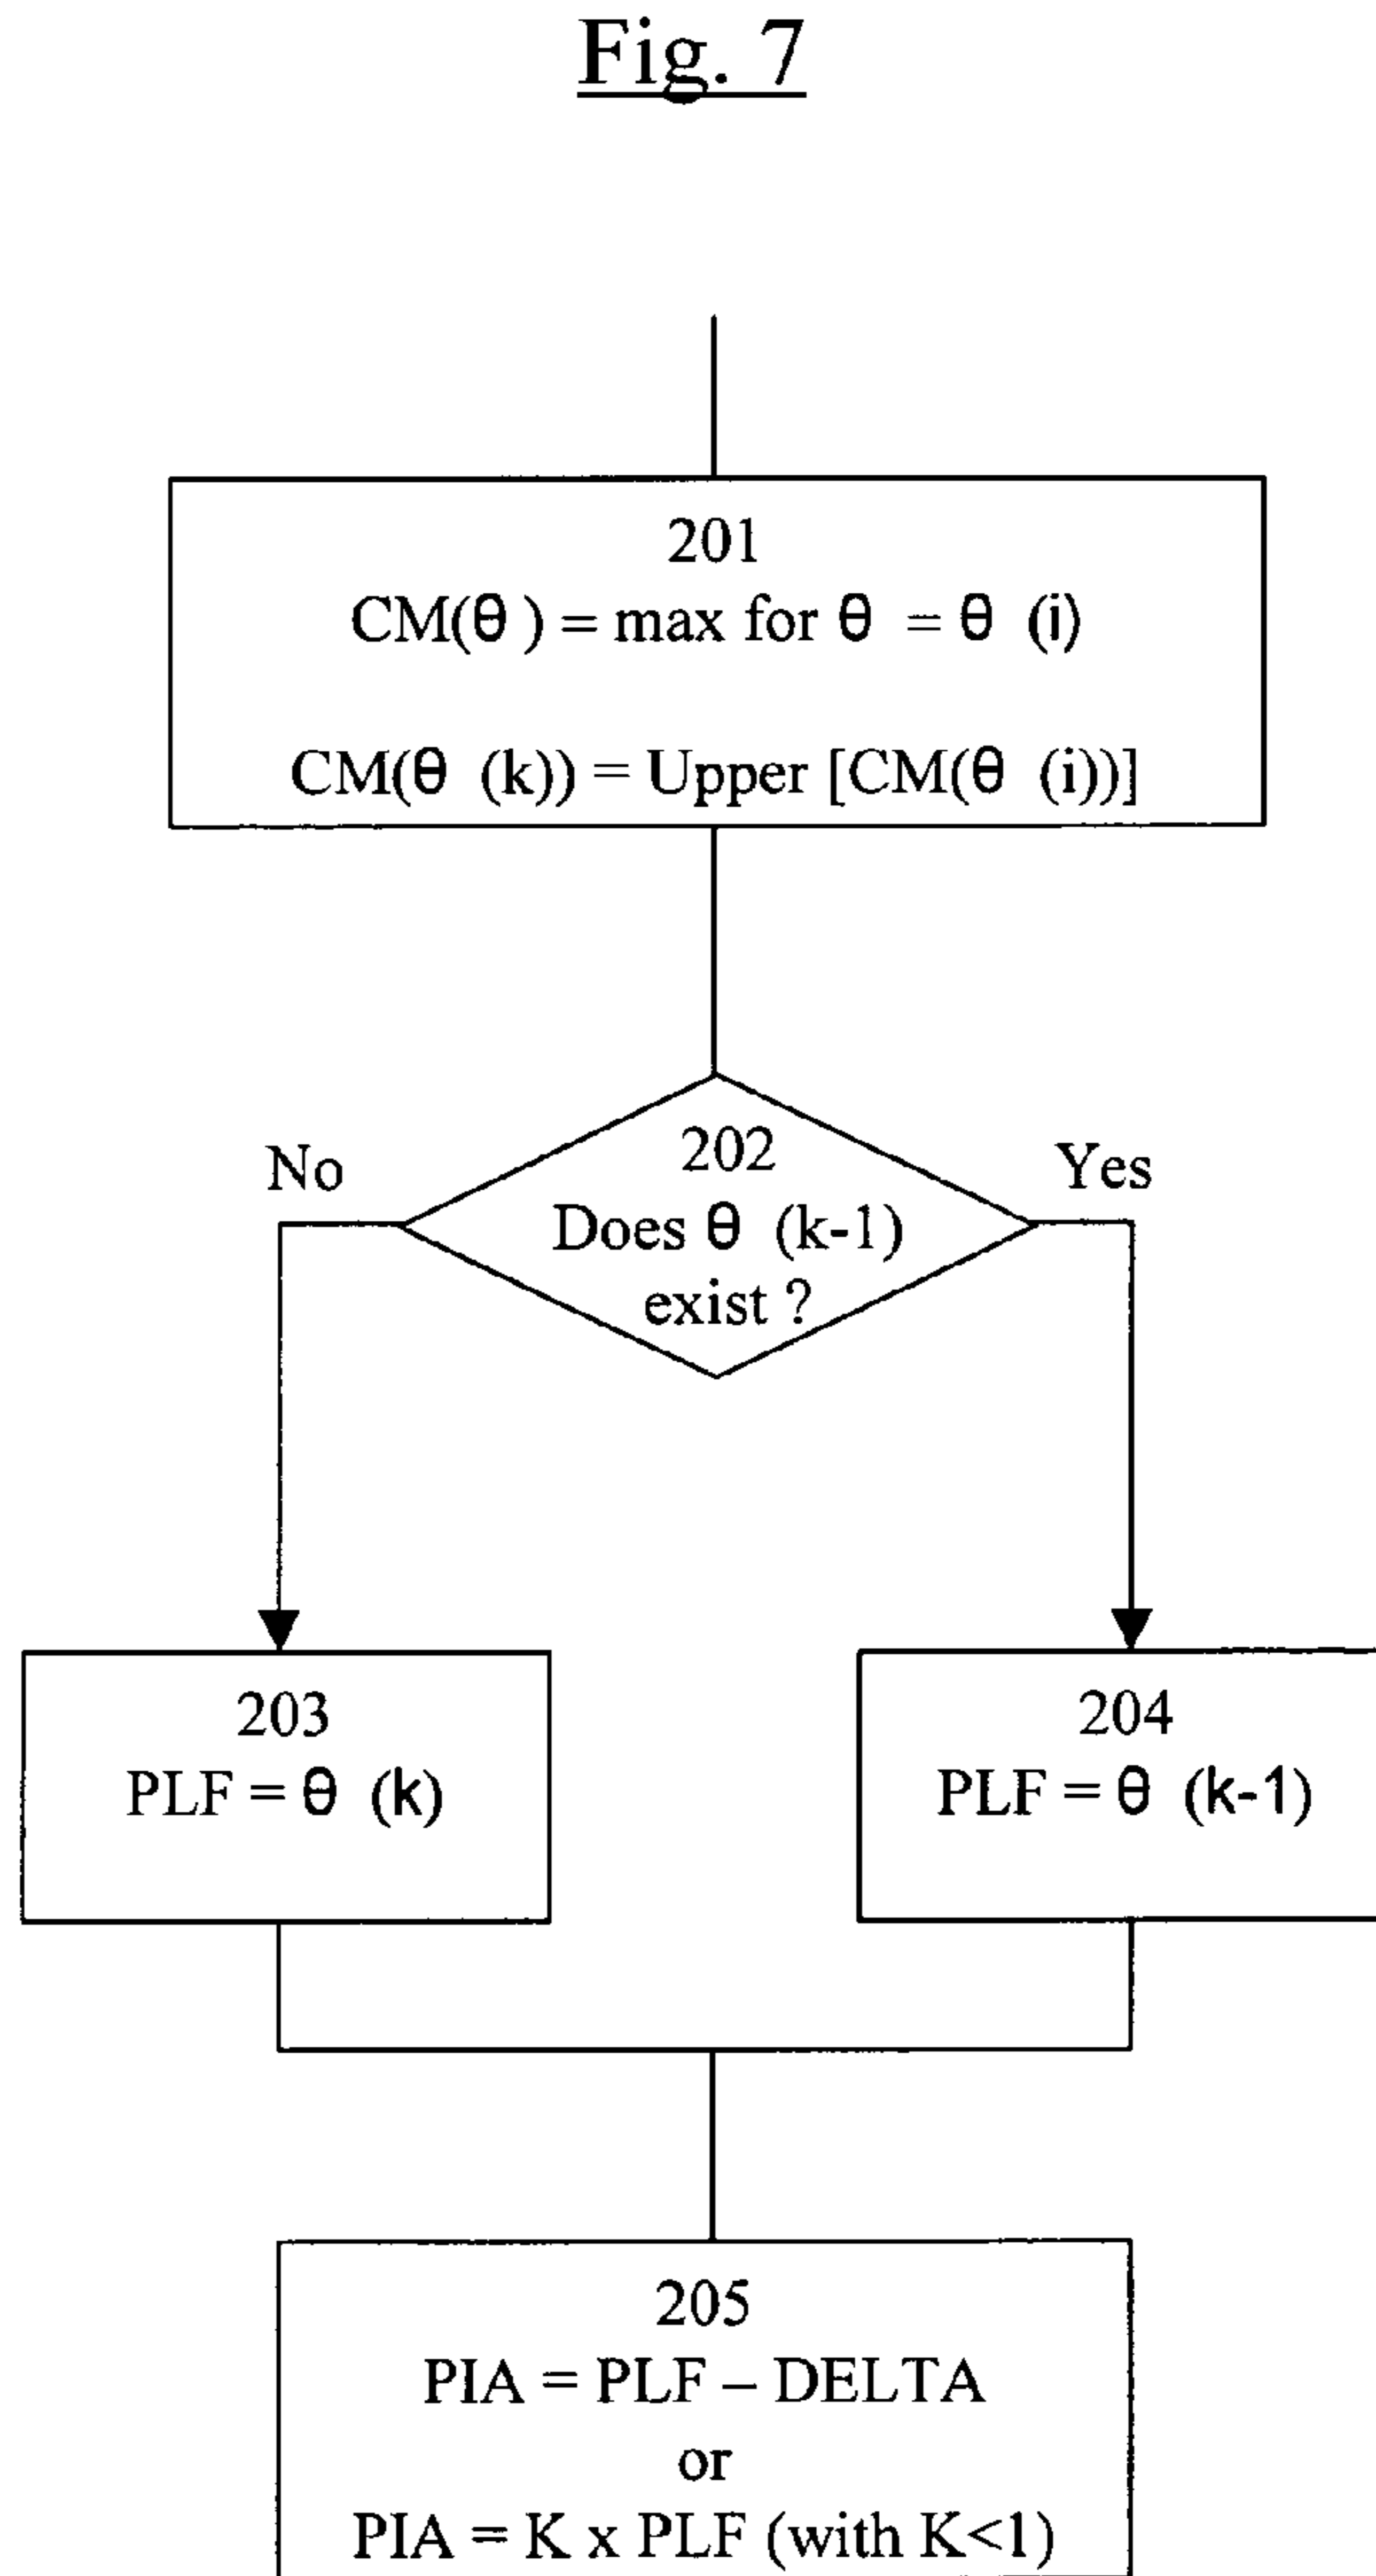 Fig. 7
201
CM(θ ) = max for θ = θ (i)
CM(θ (k)) = Upper [CM(θ (i))]
No
202
Yes
Does θ (k-1)
exist ?
203
PLF = θ (k)
204
PLF = θ (k-1)
205
PIA = PLF – DELTA
or
PIA = K x PLF (with K<1)